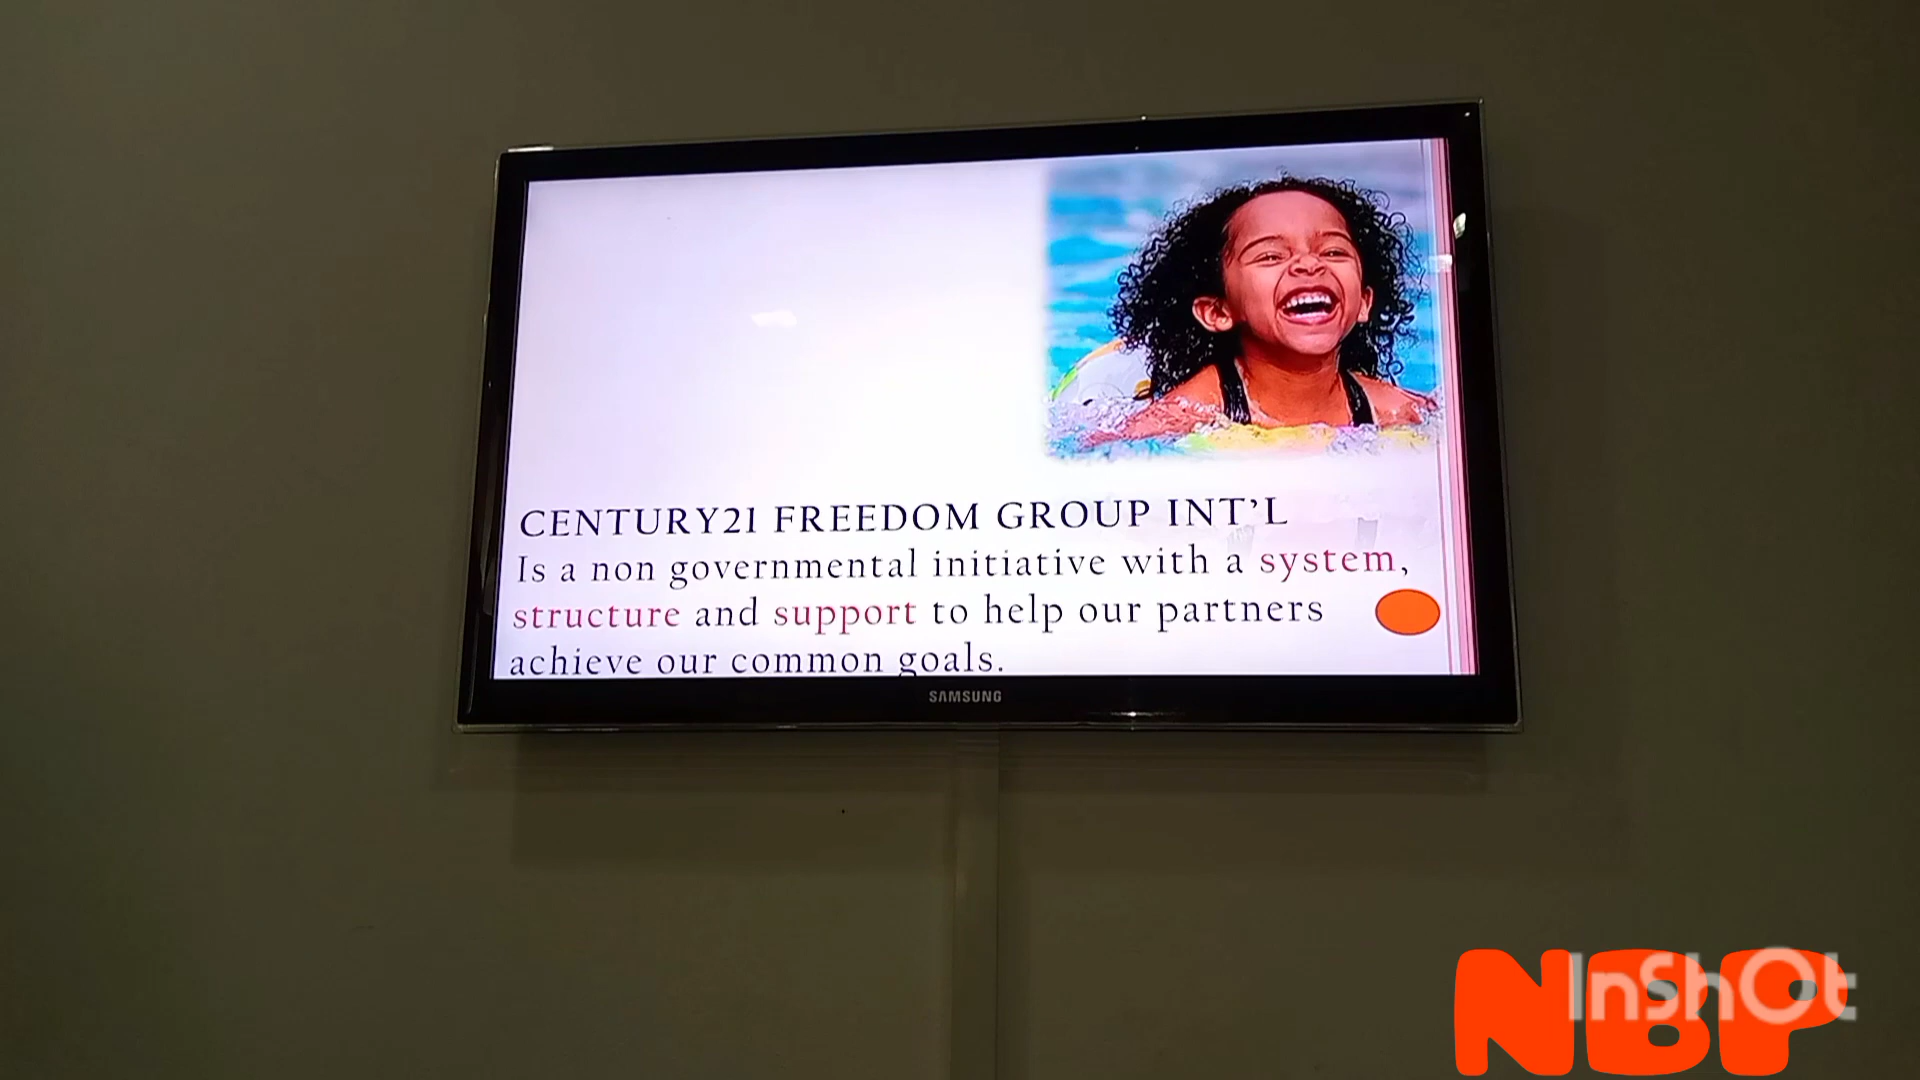 CENTURY21 FREEDOM GROUP INT'L
Is a non governmental initiative with a system,
structure and support to help our partners
achieve our common goals.
SAMSUNG
NBP
InShOt